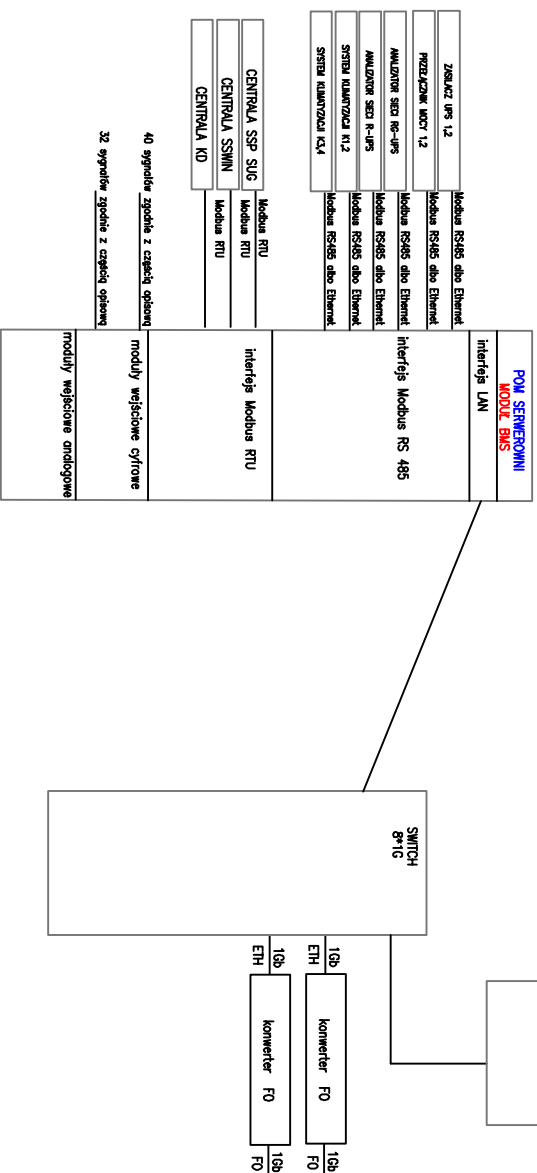 POM SERWEROWNI
MODUŁ BMS
interfejs LAN
interfejs Modbus RS 485
interfejs Modbus RTU
moduły wejściowe cyfrowe
moduły wejściowe analogowe
ZASILACZ UPS 1,2
Modbus RS485 albo Ethernet
PRZEŁĄCZNIK MOCY 1,2
Modbus RS485 albo Ethernet
ANALIZATOR SIECI RG-UPS
Modbus RS485 albo Ethernet
ANALIZATOR SIECI R-UPS
Modbus RS485 albo Ethernet
SYSTEM KLIMATYZACJI K1,2
Modbus RS485 albo Ethernet
SYSTEM KLIMATYZACJI K3,4
Modbus RS485 albo Ethernet
CENTRALA SSP SUG
Modbus RTU
CENTRALA SSWIN
Modbus RTU
CENTRALA KD
Modbus RTU
40 sygnałów zgodnie z częścią opisową
32 sygnałów zgodnie z częścią opisową
SWITCH
8*1G
1Gb
ETH
konwerter FO
1Gb
FO
1Gb
ETH
konwerter FO
1Gb
FO